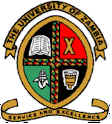 THE UNIVERSITY OF ZAMBIA
SERVICE AND EXCELLENCE